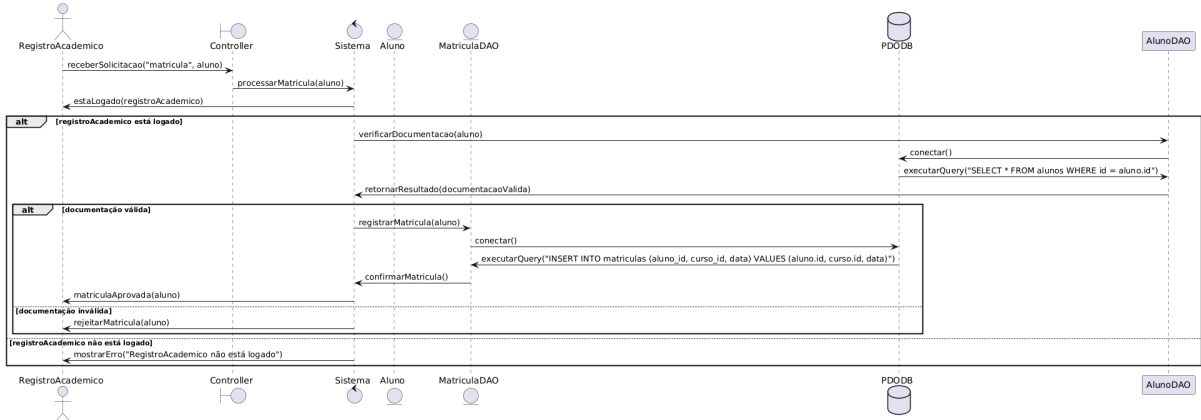 RegistroAcademico Controller Sistema Aluno MatriculaDAO PDODB AlunoDAO
receberSolicitacao("matricula", aluno)
processarMatricula(aluno)
estaLogado(registroAcademico)
alt [registroAcademico está logado]
verificarDocumentacao(aluno)
conectar()
executarQuery("SELECT * FROM alunos WHERE id = aluno.id")
retornarResultado(documentacaoValida)
alt [documentação válida]
registrarMatricula(aluno)
conectar()
executarQuery("INSERT INTO matriculas (aluno_id, curso_id, data) VALUES (aluno.id, curso.id, data)")
confirmarMatricula()
matriculaAprovada(aluno)
[documentação inválida]
rejeitarMatricula(aluno)
[registroAcademico não está logado]
mostrarErro("RegistroAcademico não está logado")
RegistroAcademico Controller Sistema Aluno MatriculaDAO PDODB AlunoDAO